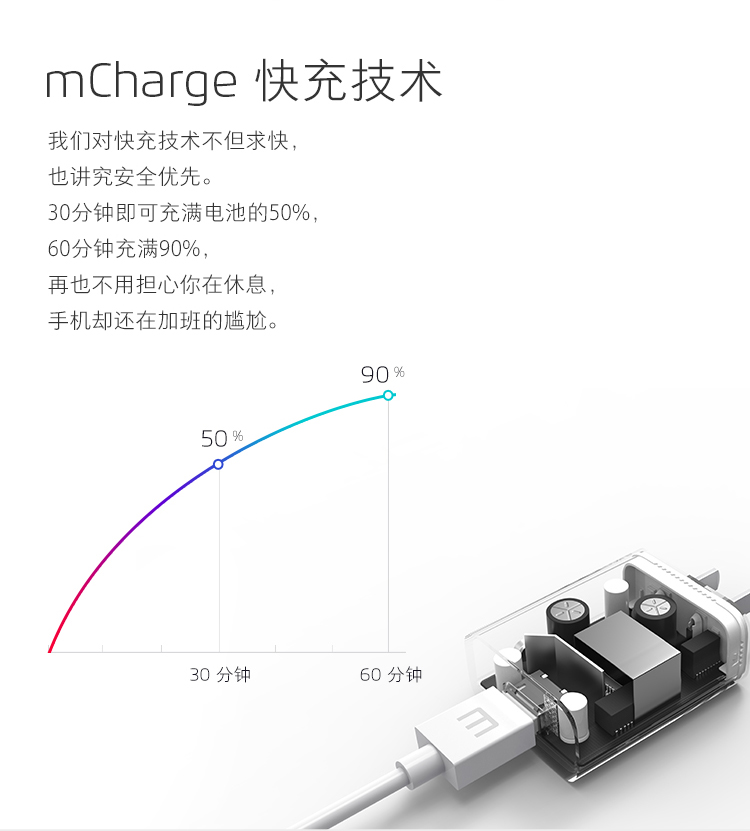 mCharge 快充技术
我们对快充技术不但求快，
也讲究安全优先。
30分钟即可充满电池的50%，
60分钟充满90%，
再也不用担心你在休息，
手机却还在加班的尴尬。
90 %
50 %
30 分钟
60 分钟
m